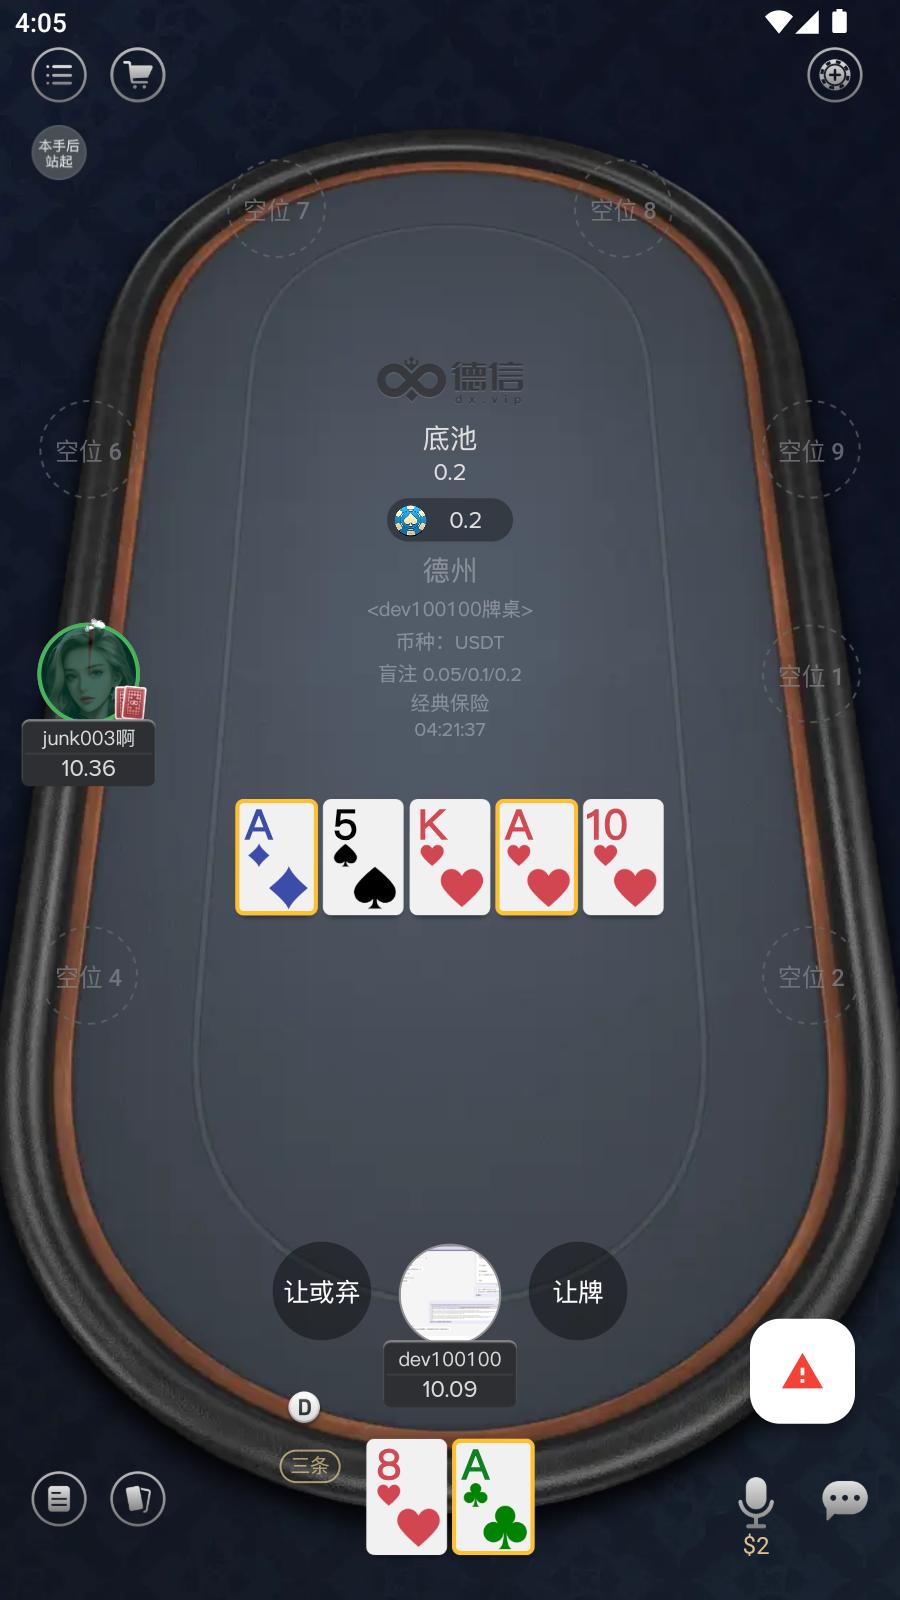 4:05
本手后
站起
空位 7
空位 8
德信
dx.vip
底池
0.2
0.2
空位 6
空位 9
德州
<dev100100牌桌>
币种：USDT
盲注 0.05/0.1/0.2
经典保险
04:21:37
空位 1
junk003啊
10.36
A
5
K
A
10
空位 4
空位 2
让或弃
让牌
dev100100
10.09
D
三条
8
A
$2